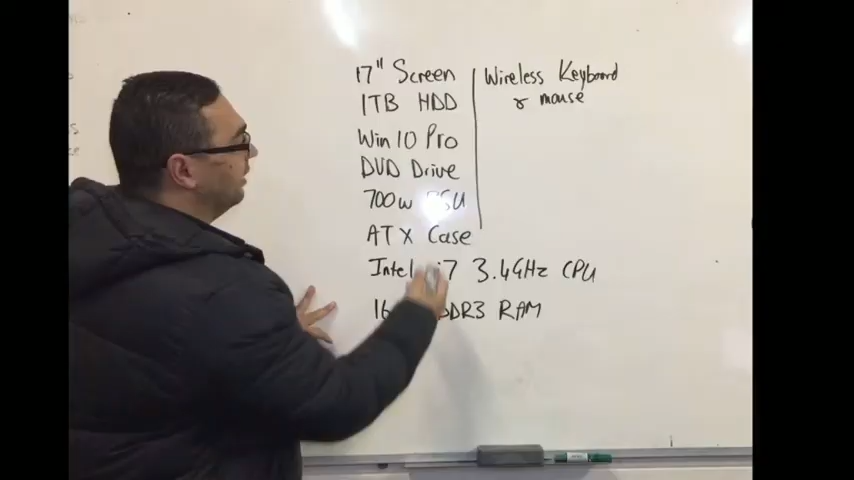 17" Screen
1TB HDD
Win 10 Pro
DVD Drive
700w PSU
ATX Case
Intel i7 3.4GHz CPU
16 DDR3 RAM
Wireless Keyboard
& mouse